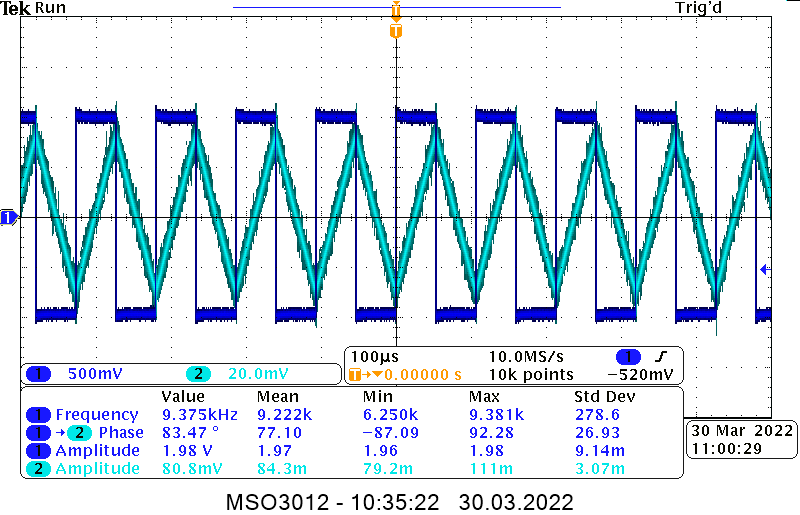 Tek Run Trig'd
T
T
T
1 500mV 2 20.0mV
100µs 10.0MS/s 1
T→▼0.00000 s 10k points −520mV
Value Mean Min Max Std Dev
1 Frequency 9.375kHz 9.222k 6.250k 9.381k 278.6
1 → 2 Phase 83.47 ° 77.10 −87.09 92.28 26.93
1 Amplitude 1.98 V 1.97 1.96 1.98 9.14m
2 Amplitude 80.8mV 84.3m 79.2m 111m 3.07m
30 Mar 2022
11:00:29
MSO3012 - 10:35:22 30.03.2022